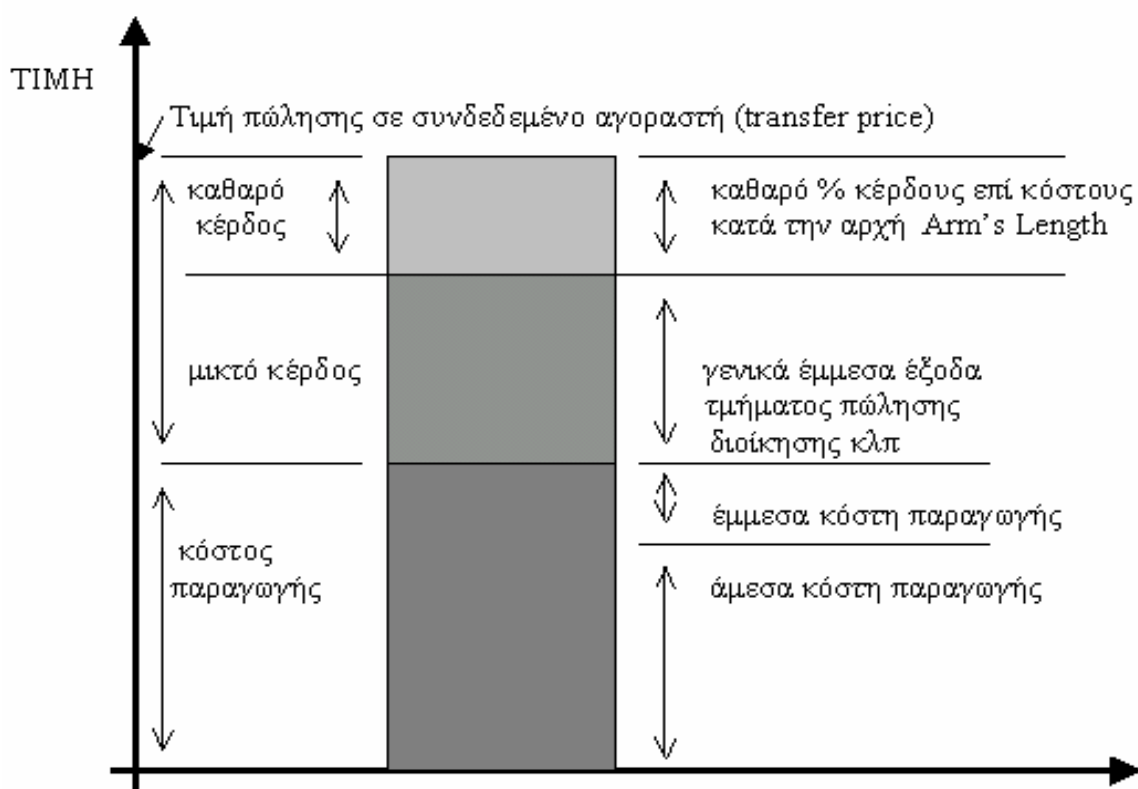 ΤΙΜΗ
Τιμή πώλησης σε συνδεδεμένο αγοραστή (transfer price)
καθαρό
κέρδος
καθαρό % κέρδους επί κόστους
κατά την αρχή Arm's Length
μικτό κέρδος
γενικά έμμεσα έξοδα
τμήματος πώλησης
διοίκησης κλπ
κόστος
παραγωγής
έμμεσα κόστη παραγωγής
άμεσα κόστη παραγωγής